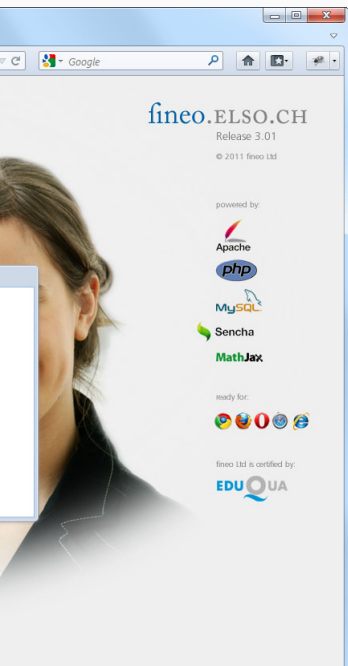 Google
fineo.ELSO.CH
Release 3.01
© 2011 fineo Ltd
powered by:
Apache
php
MySQL
Sencha
MathJax
ready for:
fineo Ltd is certified by:
EDUQUA